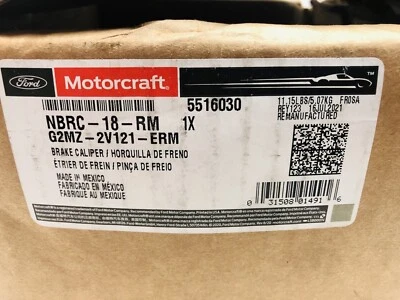 Ford
Motorcraft
™
5516030
11.15LBS/5.07KG FR0SA
REY123 16JUL2021
REMANUFACTURED
NBRC-18-RM 1X
G2MZ-2V121-ERM
BRAKE CALIPER / HORQUILLA DE FRENO
ÉTRIER DE FREIN / PINÇA DE FREIO
MADE IN MEXICO
FABRICADO EN MÉXICO
FABRIQUÉ AU MEXIQUE
0 31508 01491 6